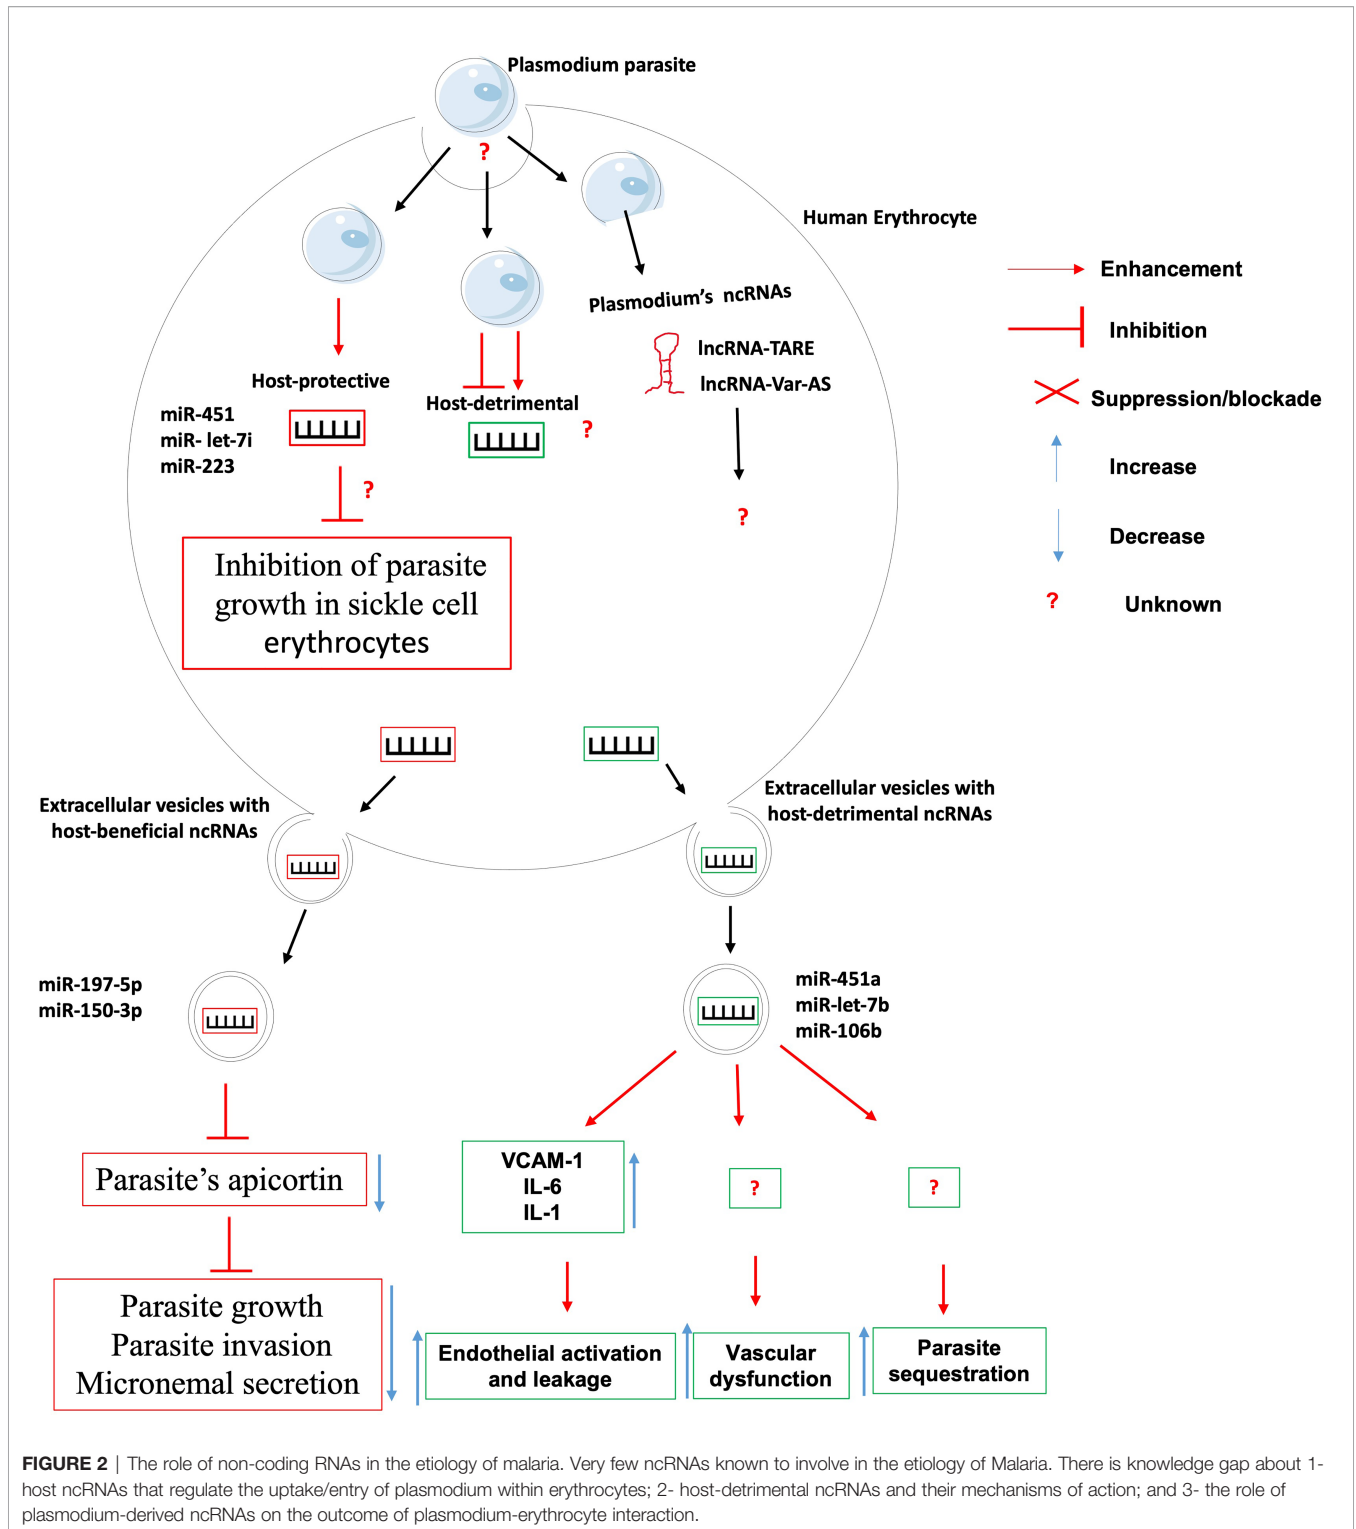 Plasmodium parasite
?
Human Erythrocyte
Plasmodium's ncRNAs
lncRNA-TARE
lncRNA-Var-AS
?
Host-protective
miR-451
miR- let-7i
miR-223
Host-detrimental
?
?
Inhibition of parasite
growth in sickle cell
erythrocytes
Enhancement
Inhibition
Suppression/blockade
Increase
Decrease
?
Unknown
Extracellular vesicles with
host-beneficial ncRNAs
Extracellular vesicles with
host-detrimental ncRNAs
miR-197-5p
miR-150-3p
miR-451a
miR-let-7b
miR-106b
Parasite's apicortin
VCAM-1
IL-6
IL-1
?
?
Parasite growth
Parasite invasion
Micronemal secretion
Endothelial activation
and leakage
Vascular
dysfunction
Parasite
sequestration
FIGURE 2 | The role of non-coding RNAs in the etiology of malaria. Very few ncRNAs known to involve in the etiology of Malaria. There is knowledge gap about 1-
host ncRNAs that regulate the uptake/entry of plasmodium within erythrocytes; 2- host-detrimental ncRNAs and their mechanisms of action; and 3- the role of
plasmodium-derived ncRNAs on the outcome of plasmodium-erythrocyte interaction.